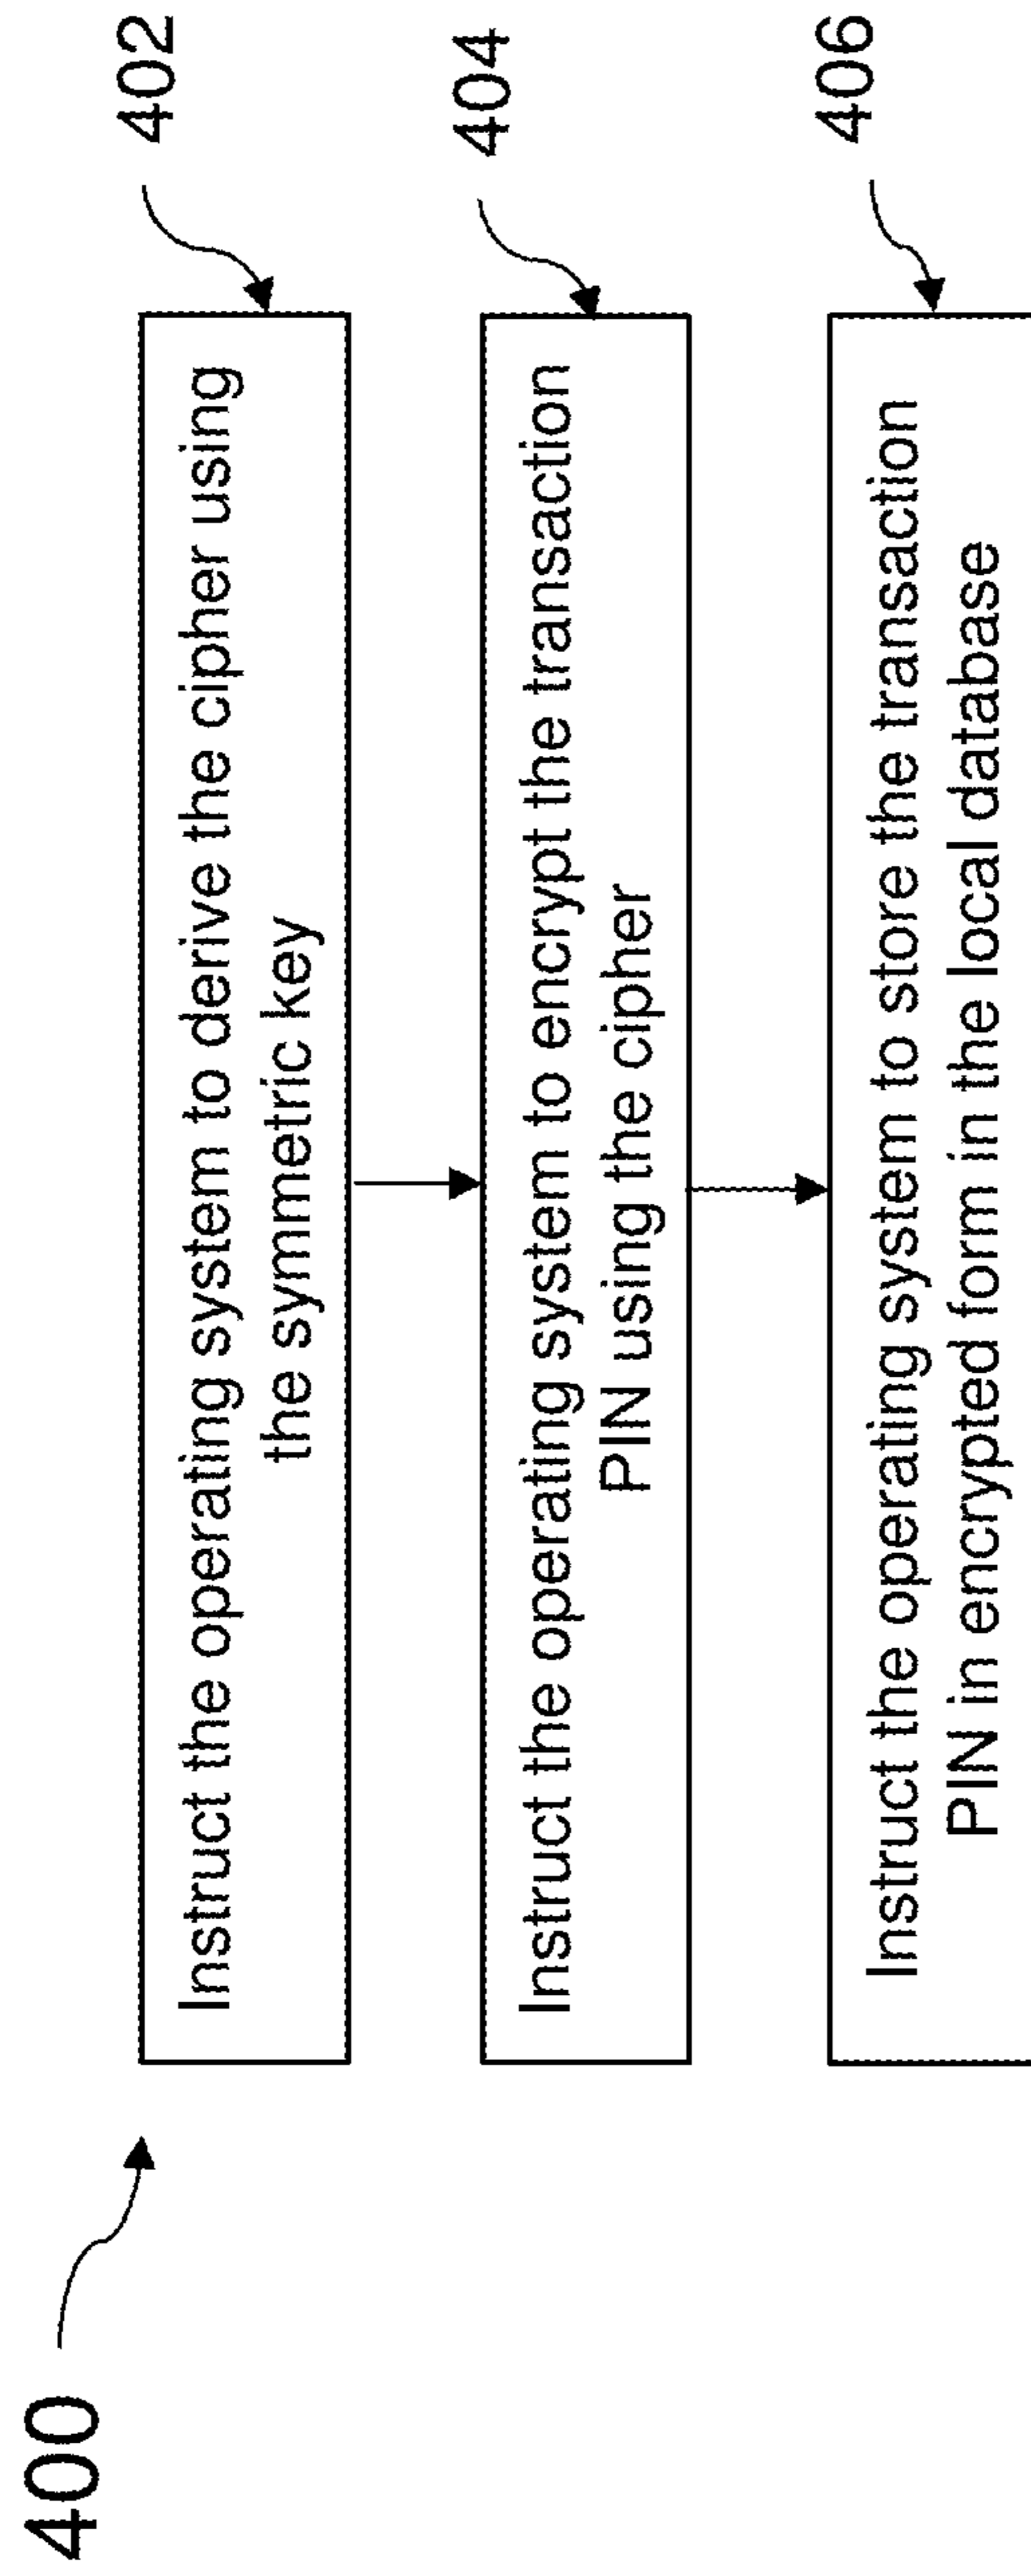 400
402
Instruct the operating system to derive the cipher using
the symmetric key
404
Instruct the operating system to encrypt the transaction
PIN using the cipher
406
Instruct the operating system to store the transaction
PIN in encrypted form in the local database